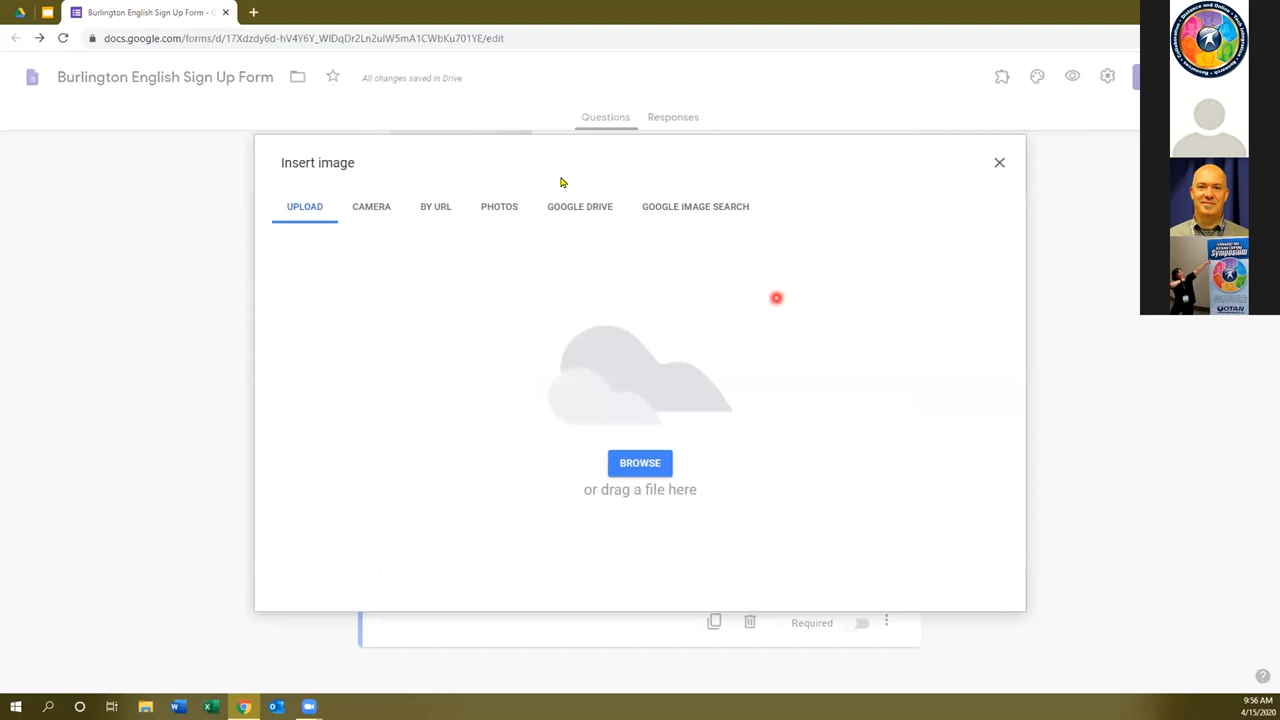 Burlington English Sign Up Form - G
docs.google.com/forms/d/17Xdzdy6d-hV4Y6Y_WIDqDr2Ln2uIW5mA1CWbKu701YE/edit
Burlington English Sign Up Form
All changes saved in Drive
Questions
Responses
Insert image
UPLOAD
CAMERA
BY URL
PHOTOS
GOOGLE DRIVE
GOOGLE IMAGE SEARCH
BROWSE
or drag a file here
Required
Symposium
OTAN
9:56 AM
4/15/2020